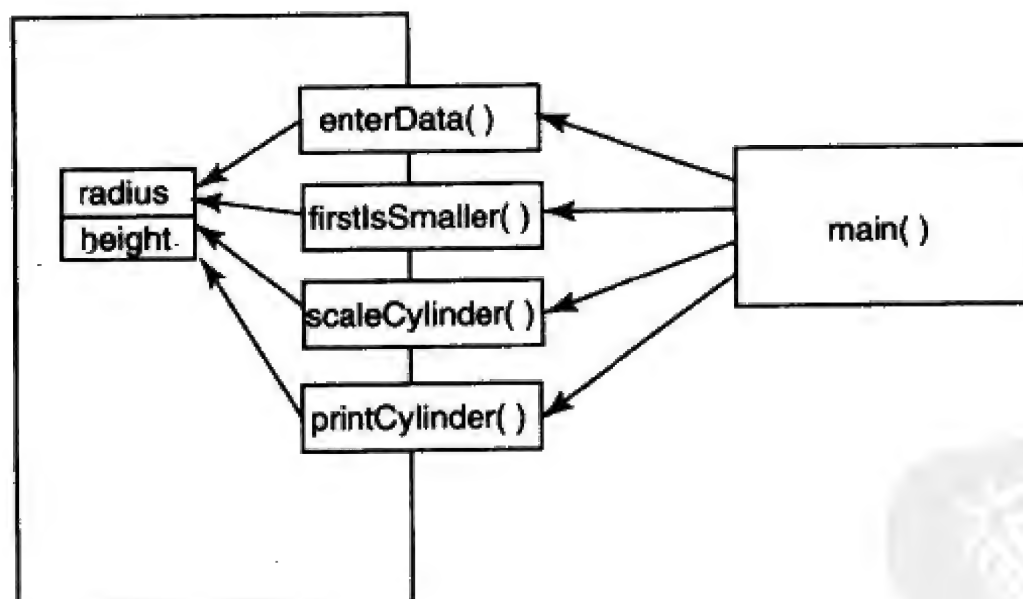 enterData( )
radius
firstIsSmaller( )
height
main( )
scaleCylinder( )
printCylinder( )